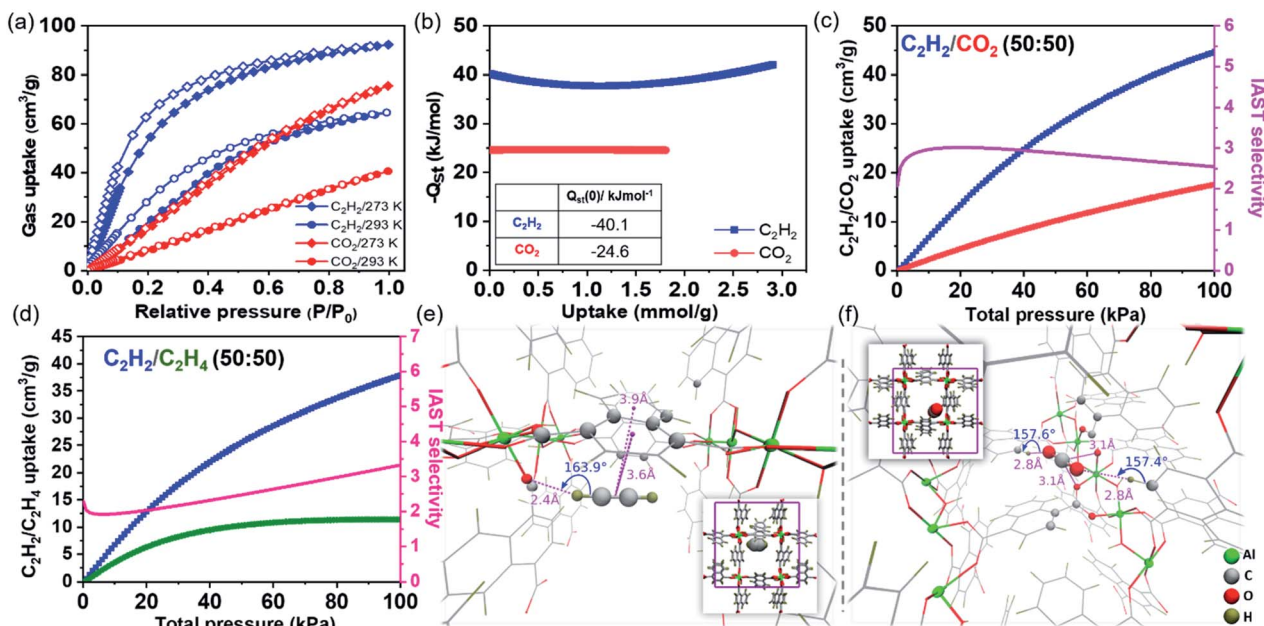 (a)
100
80
60
40
20
0
Gas uptake (cm³/g)
C₂H₂/273 K
C₂H₂/293 K
CO₂/273 K
CO₂/293 K
0.0 0.2 0.4 0.6 0.8 1.0
Relative pressure (P/P₀)
(b)
50
40
30
20
10
0
-Qst (kJ/mol)
Qst(0)/ kJmol⁻¹
C₂H₂ -40.1
CO₂ -24.6
C₂H₂
CO₂
0.0 0.5 1.0 1.5 2.0 2.5 3.0
Uptake (mmol/g)
(c)
C₂H₂/CO₂ (50:50)
50
40
30
20
10
0
C₂H₂/CO₂ uptake (cm³/g)
6
5
4
3
2
1
0
IAST selectivity
0 20 40 60 80 100
Total pressure (kPa)
(d)
C₂H₂/C₂H₄ (50:50)
45
40
35
30
25
20
15
10
5
0
C₂H₂/C₂H₄ uptake (cm³/g)
7
6
5
4
3
2
1
0
IAST selectivity
0 20 40 60 80 100
Total pressure (kPa)
(e)
3.9Å
163.9°
3.6Å
2.4Å
(f)
157.6°
3.1Å
2.8Å
157.4°
3.1Å
2.8Å
Al
C
O
H